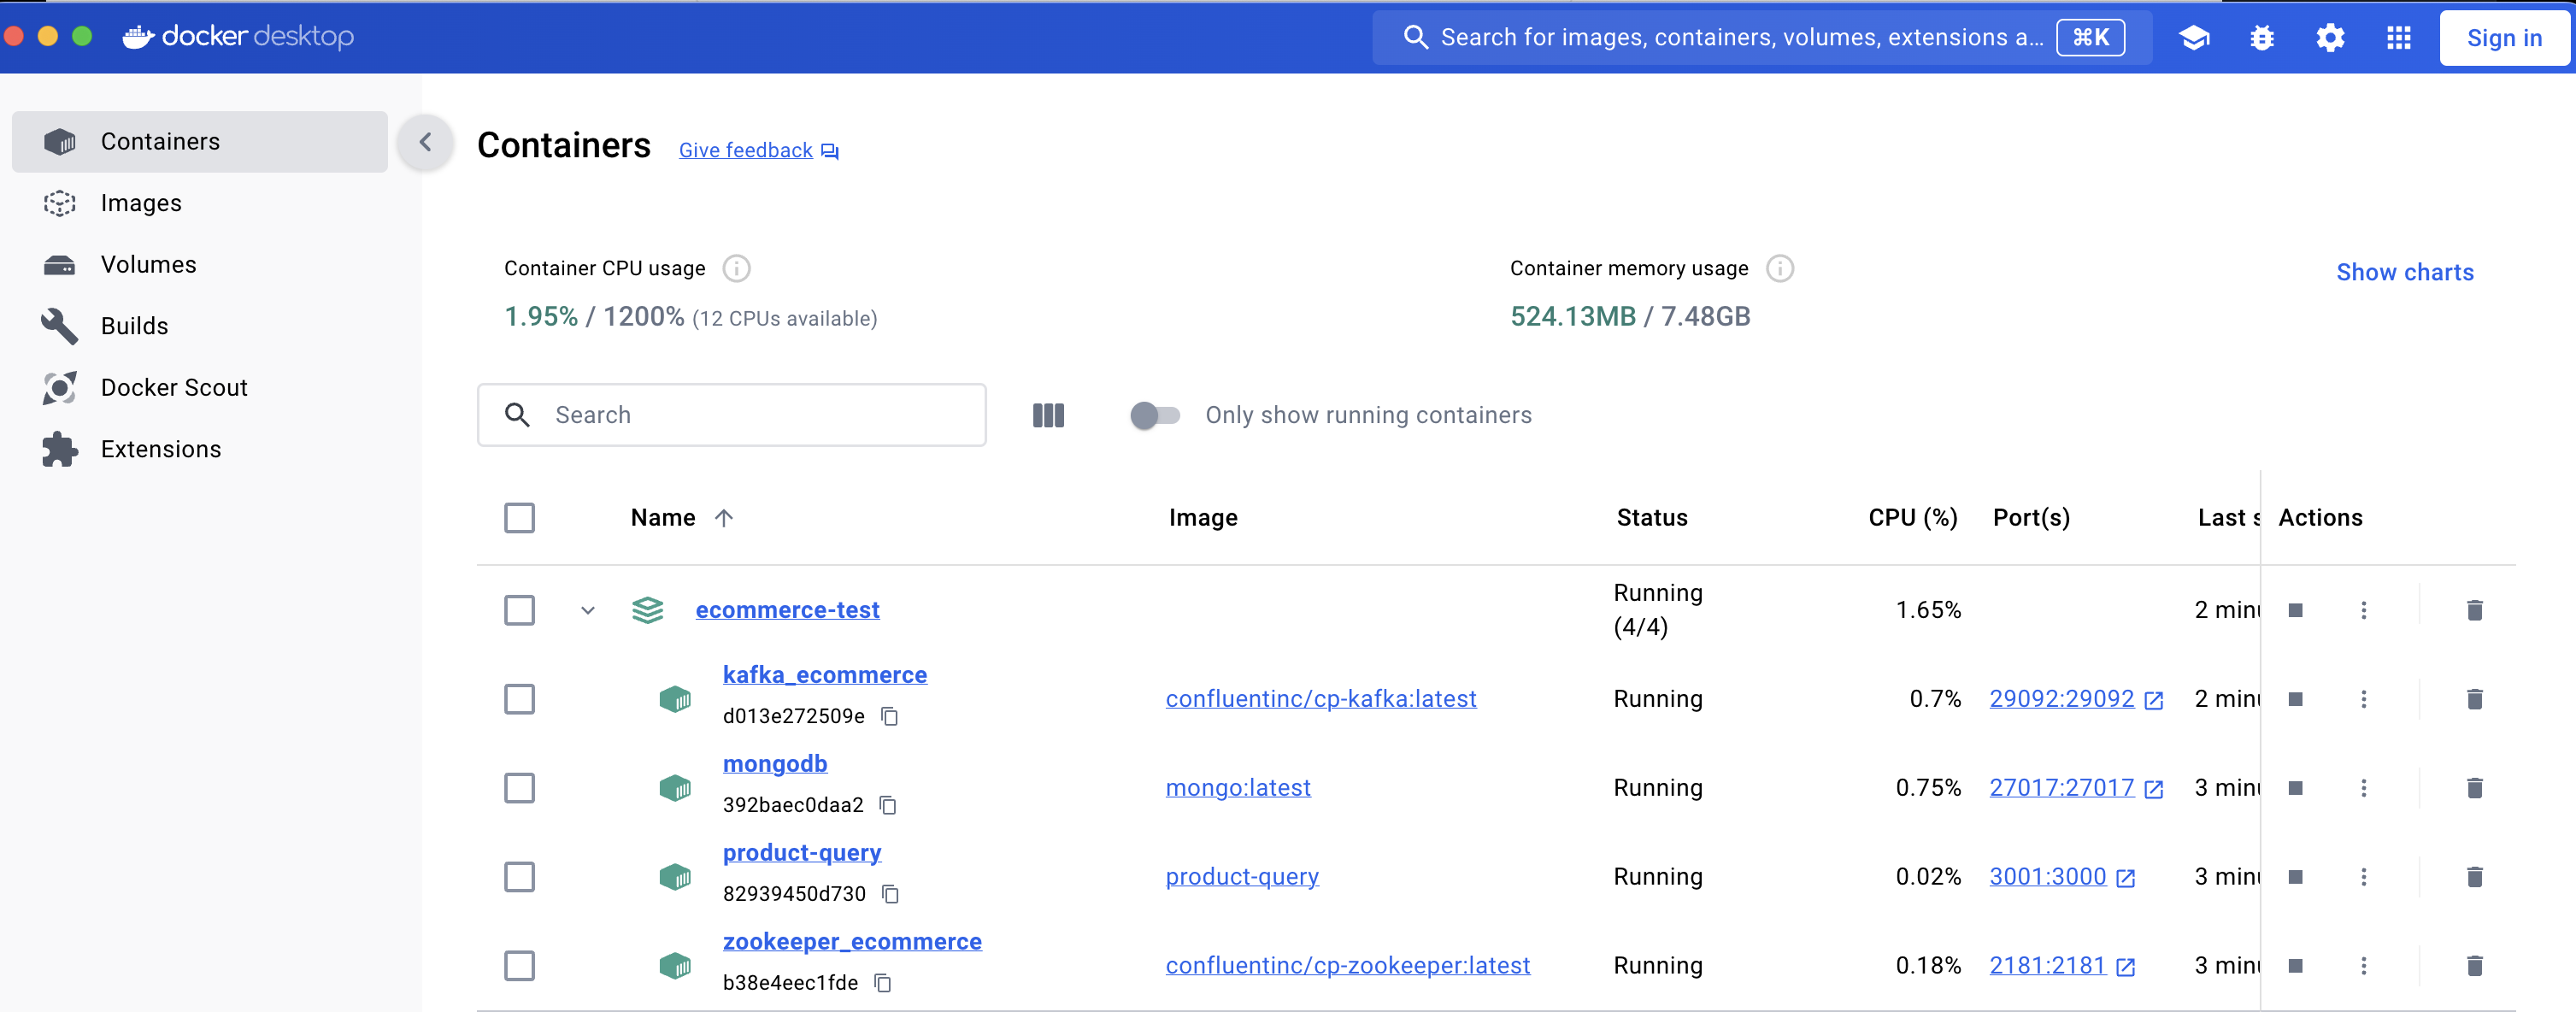 docker desktop
Search for images, containers, volumes, extensions a...
⌘K
Sign in
Containers
Images
Volumes
Builds
Docker Scout
Extensions
Containers
Give feedback
Container CPU usage
1.95% / 1200% (12 CPUs available)
Container memory usage
524.13MB / 7.48GB
Show charts
Search
Only show running containers
Name Image Status CPU (%) Port(s) Last s Actions
ecommerce-test Running (4/4) 1.65% 2 minu
kafka_ecommerce
d013e272509e
confluentinc/cp-kafka:latest Running 0.7% 29092:29092 2 minu
mongodb
392baec0daa2
mongo:latest Running 0.75% 27017:27017 3 minu
product-query
82939450d730
product-query Running 0.02% 3001:3000 3 minu
zookeeper_ecommerce
b38e4eec1fde
confluentinc/cp-zookeeper:latest Running 0.18% 2181:2181 3 minu